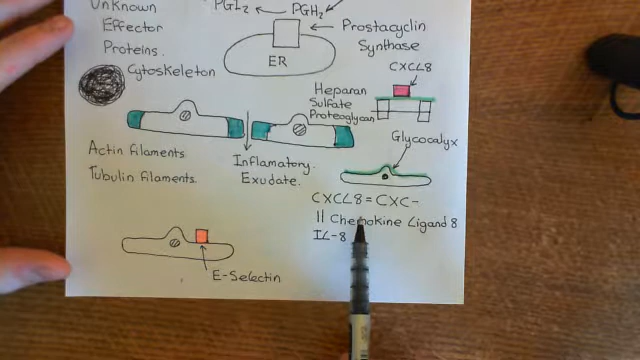 Unknown
Effector
Proteins.
PGI2 ← PGH2
Prostacyclin
Synthase
ER
Cytoskeleton
CXCL8
Heparan
Sulfate
Proteoglycan
Glycocalyx
Actin filaments
Tubulin filaments.
Inflamatory.
Exudate.
CXCL8 = CXC-
|| Chemokine Ligand 8
IL-8
E-Selectin